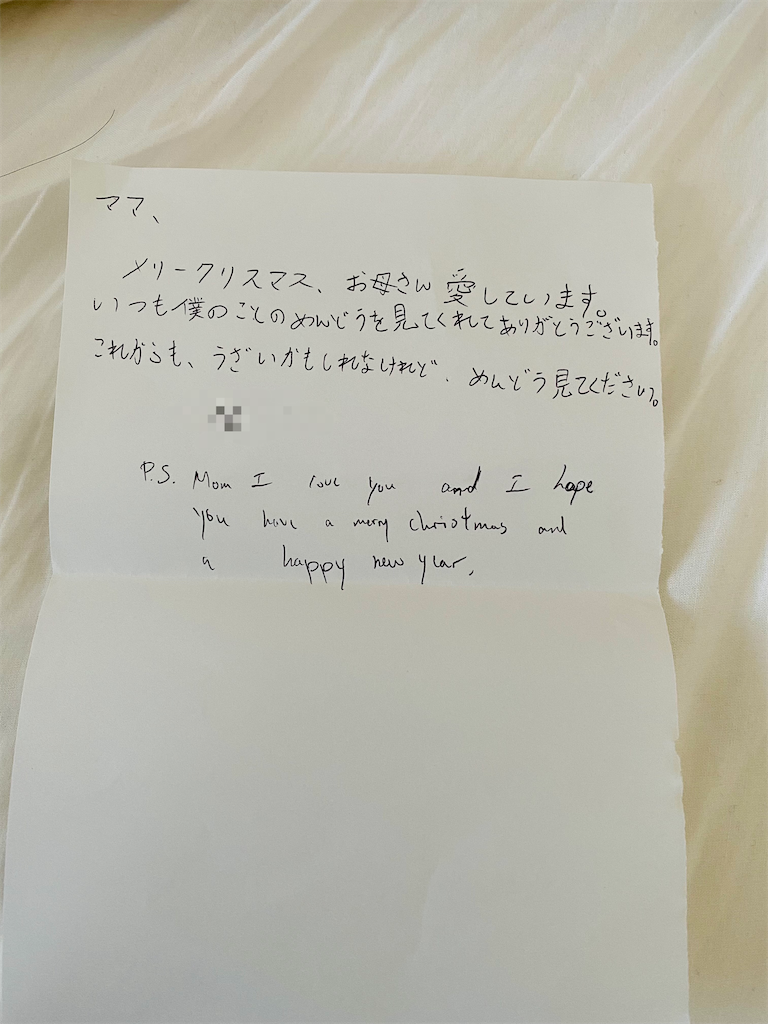 ママ、
メリークリスマス、お母さん愛しています。
いつも僕のことのめんどうを見てくれてありがとうございます。
これからも、うざいかもしれなけれど、めんどう見てください。
P.S. Mom I love you and I hope
you have a merry christmas and
a happy new year.